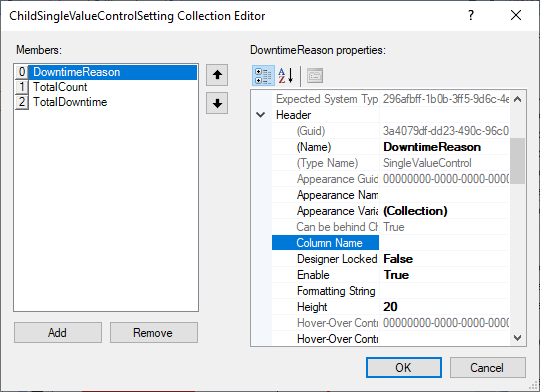 ChildSingleValueControlSetting Collection Editor
? ×
Members:
0 DowntimeReason
1 TotalCount
2 TotalDowntime
Add Remove
DowntimeReason properties:
A Z
Expected System Typ 296afbff-1b0b-3ff5-9d6c-4e
Header
(Guid) 3a4079df-dd23-490c-96c0
(Name) DowntimeReason
(Type Name) SingleValueControl
Appearance Guid 00000000-0000-0000-0000
Appearance Nam
Appearance Varia (Collection)
Can be behind Ch True
Column Name
Designer Locked False
Enable True
Formatting String
Height 20
Hover-Over Contr 00000000-0000-0000-0000
Hover-Over Contr
OK Cancel